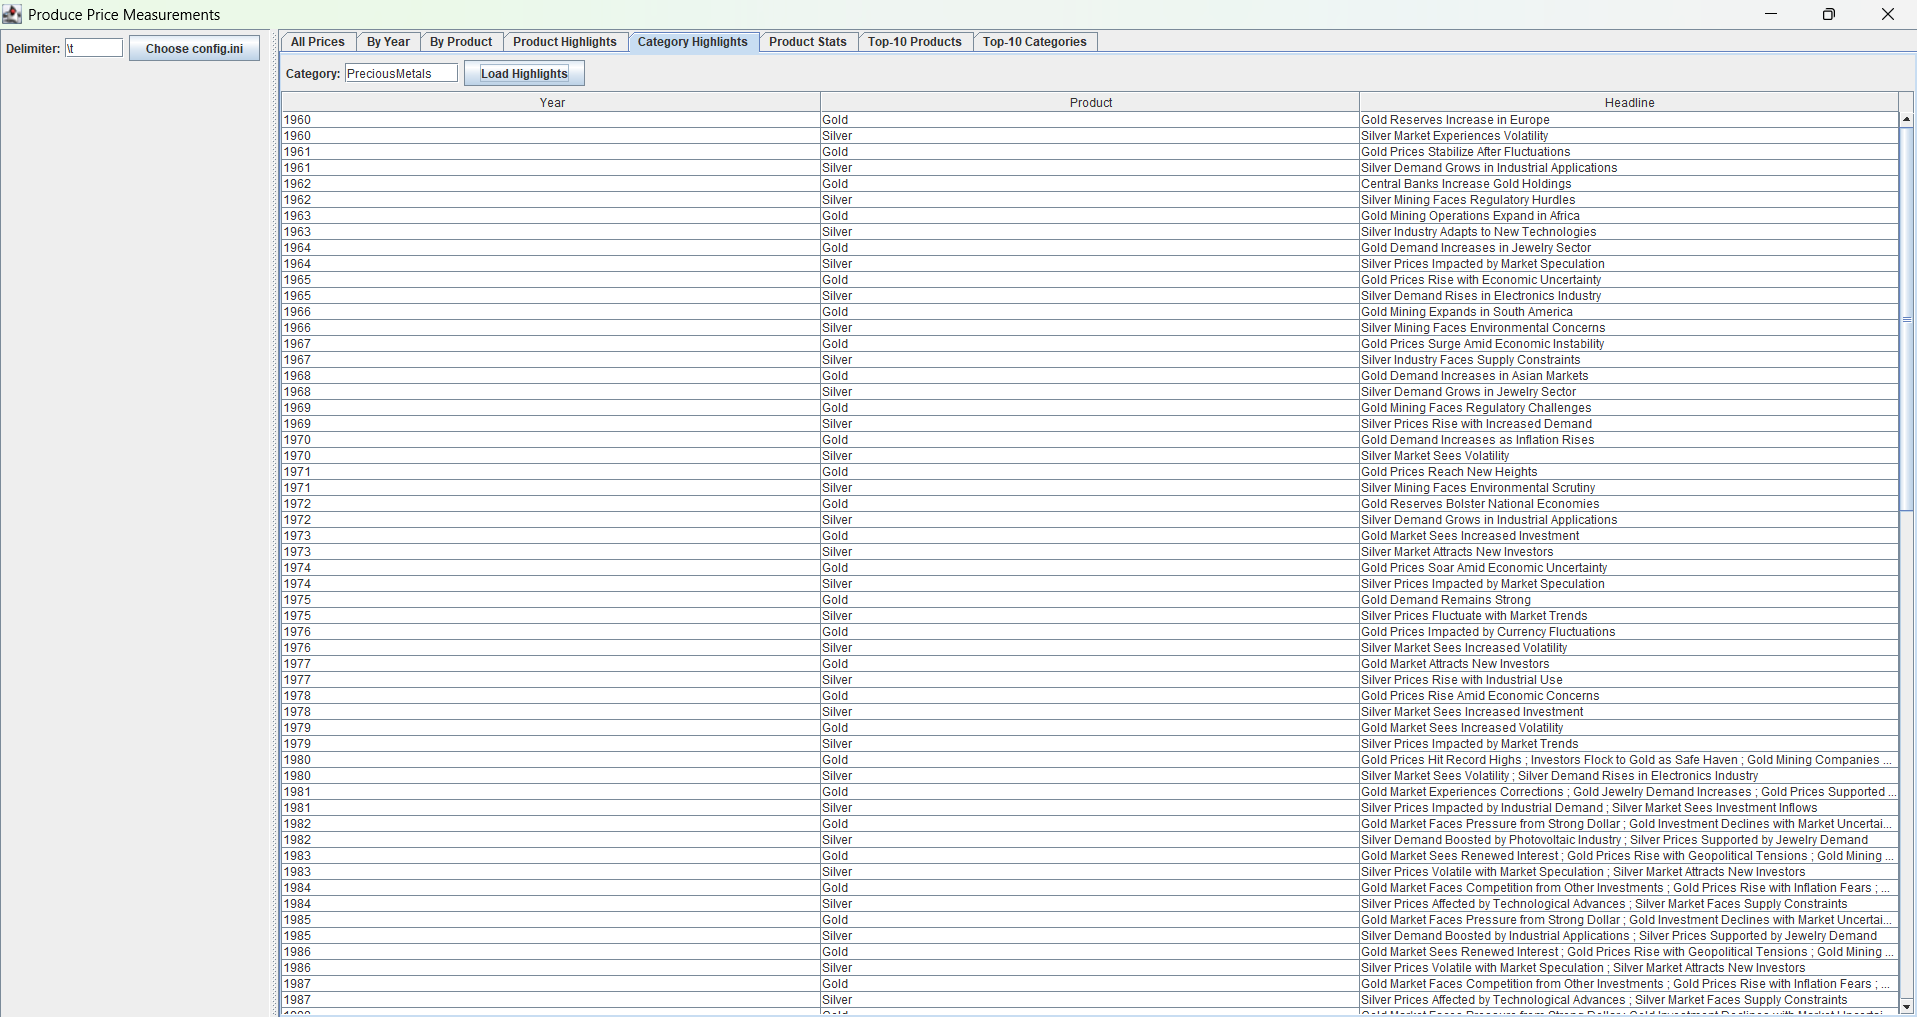 Produce Price Measurements
Delimiter: \t Choose config.ini
All Prices By Year By Product Product Highlights Category Highlights Product Stats Top-10 Products Top-10 Categories
Category: PreciousMetals Load Highlights
Year Product Headline
1960 Gold Gold Reserves Increase in Europe
1960 Silver Silver Market Experiences Volatility
1961 Gold Gold Prices Stabilize After Fluctuations
1961 Silver Silver Demand Grows in Industrial Applications
1962 Gold Central Banks Increase Gold Holdings
1962 Silver Silver Mining Faces Regulatory Hurdles
1963 Gold Gold Mining Operations Expand in Africa
1963 Silver Silver Industry Adapts to New Technologies
1964 Gold Gold Demand Increases in Jewelry Sector
1964 Silver Silver Prices Impacted by Market Speculation
1965 Gold Gold Prices Rise with Economic Uncertainty
1965 Silver Silver Demand Rises in Electronics Industry
1966 Gold Gold Mining Expands in South America
1966 Silver Silver Mining Faces Environmental Concerns
1967 Gold Gold Prices Surge Amid Economic Instability
1967 Silver Silver Industry Faces Supply Constraints
1968 Gold Gold Demand Increases in Asian Markets
1968 Silver Silver Demand Grows in Jewelry Sector
1969 Gold Gold Mining Faces Regulatory Challenges
1969 Silver Silver Prices Rise with Increased Demand
1970 Gold Gold Demand Increases as Inflation Rises
1970 Silver Silver Market Sees Volatility
1971 Gold Gold Prices Reach New Heights
1971 Silver Silver Mining Faces Environmental Scrutiny
1972 Gold Gold Reserves Bolster National Economies
1972 Silver Silver Demand Grows in Industrial Applications
1973 Gold Gold Market Sees Increased Investment
1973 Silver Silver Market Attracts New Investors
1974 Gold Gold Prices Soar Amid Economic Uncertainty
1974 Silver Silver Prices Impacted by Market Speculation
1975 Gold Gold Demand Remains Strong
1975 Silver Silver Prices Fluctuate with Market Trends
1976 Gold Gold Prices Impacted by Currency Fluctuations
1976 Silver Silver Market Sees Increased Volatility
1977 Gold Gold Market Attracts New Investors
1977 Silver Silver Prices Rise with Industrial Use
1978 Gold Gold Prices Rise Amid Economic Concerns
1978 Silver Silver Market Sees Increased Investment
1979 Gold Gold Market Sees Increased Volatility
1979 Silver Silver Prices Impacted by Market Trends
1980 Gold Gold Prices Hit Record Highs ; Investors Flock to Gold as Safe Haven ; Gold Mining Companies ...
1980 Silver Silver Market Sees Volatility ; Silver Demand Rises in Electronics Industry
1981 Gold Gold Market Experiences Corrections ; Gold Jewelry Demand Increases ; Gold Prices Supported ...
1981 Silver Silver Prices Impacted by Industrial Demand ; Silver Market Sees Investment Inflows
1982 Gold Gold Market Faces Pressure from Strong Dollar ; Gold Investment Declines with Market Uncertai...
1982 Silver Silver Demand Boosted by Photovoltaic Industry ; Silver Prices Supported by Jewelry Demand
1983 Gold Gold Market Sees Renewed Interest ; Gold Prices Rise with Geopolitical Tensions ; Gold Mining ...
1983 Silver Silver Prices Volatile with Market Speculation ; Silver Market Attracts New Investors
1984 Gold Gold Market Faces Competition from Other Investments ; Gold Prices Rise with Inflation Fears ; ...
1984 Silver Silver Prices Affected by Technological Advances ; Silver Market Faces Supply Constraints
1985 Gold Gold Market Faces Pressure from Strong Dollar ; Gold Investment Declines with Market Uncertai...
1985 Silver Silver Demand Boosted by Industrial Applications ; Silver Prices Supported by Jewelry Demand
1986 Gold Gold Market Sees Renewed Interest ; Gold Prices Rise with Geopolitical Tensions ; Gold Mining ...
1986 Silver Silver Prices Volatile with Market Speculation ; Silver Market Attracts New Investors
1987 Gold Gold Market Faces Competition from Other Investments ; Gold Prices Rise with Inflation Fears ; ...
1987 Silver Silver Prices Affected by Technological Advances ; Silver Market Faces Supply Constraints